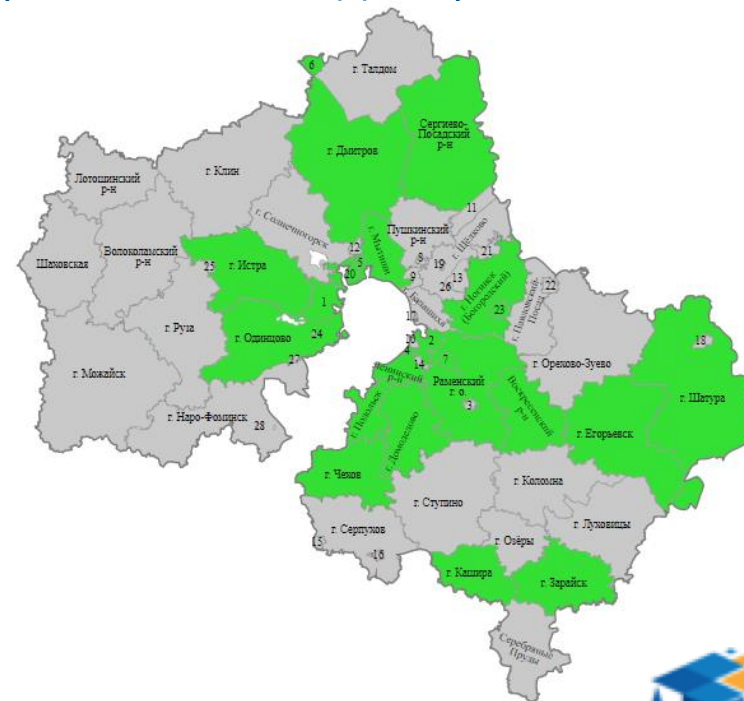 6
г. Талдом
Сергиево-
Посадский
р-н
г. Дмитров
г. Клин
Лотошинский
р-н
11
г. Солнечногорск
Пушкинский
р-н
г. Щёлково
г. Мытищи
12
5
8
19
21
Шаховская
Волоколамский
р-н
25
г. Истра
20
9
13
26
г. Ногинск
(Богородский)
23
г. Павловский-
Посад
22
1
г. Балашиха
17
г. Руза
г. Одинцово
24
27
10
2
4
14
7
г. Орехово-Зуево
18
Ленинский
р-н
Раменский
г. о.
3
Воскресенский
р-н
г. Шатура
г. Можайск
г. Наро-Фоминск
28
г. Подольск
г. Домодедово
г. Егорьевск
г. Чехов
г. Ступино
г. Коломна
г. Серпухов
15
16
г. Озёры
г. Луховицы
г. Кашира
г. Зарайск
Серебряные
Пруды